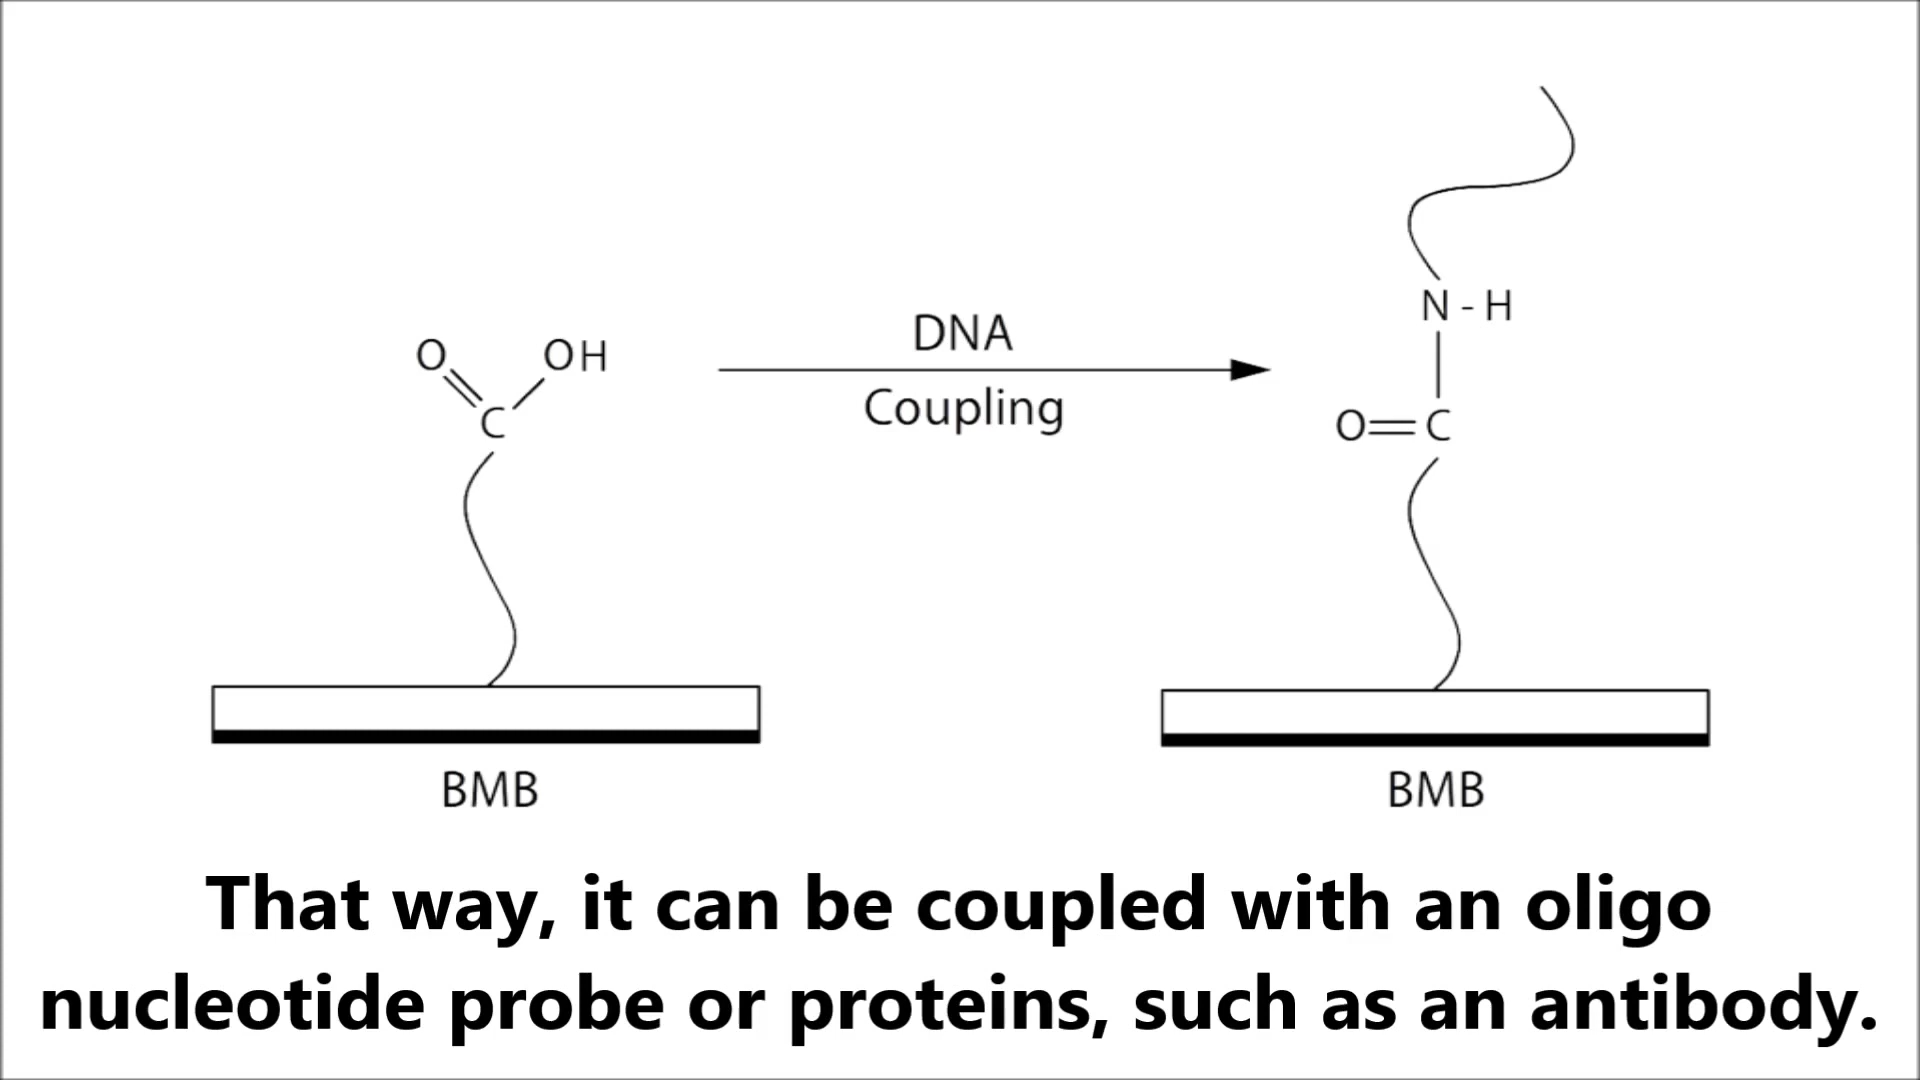 O OH
C
BMB
DNA
Coupling
N - H
O=C
BMB
That way, it can be coupled with an oligo
nucleotide probe or proteins, such as an antibody.